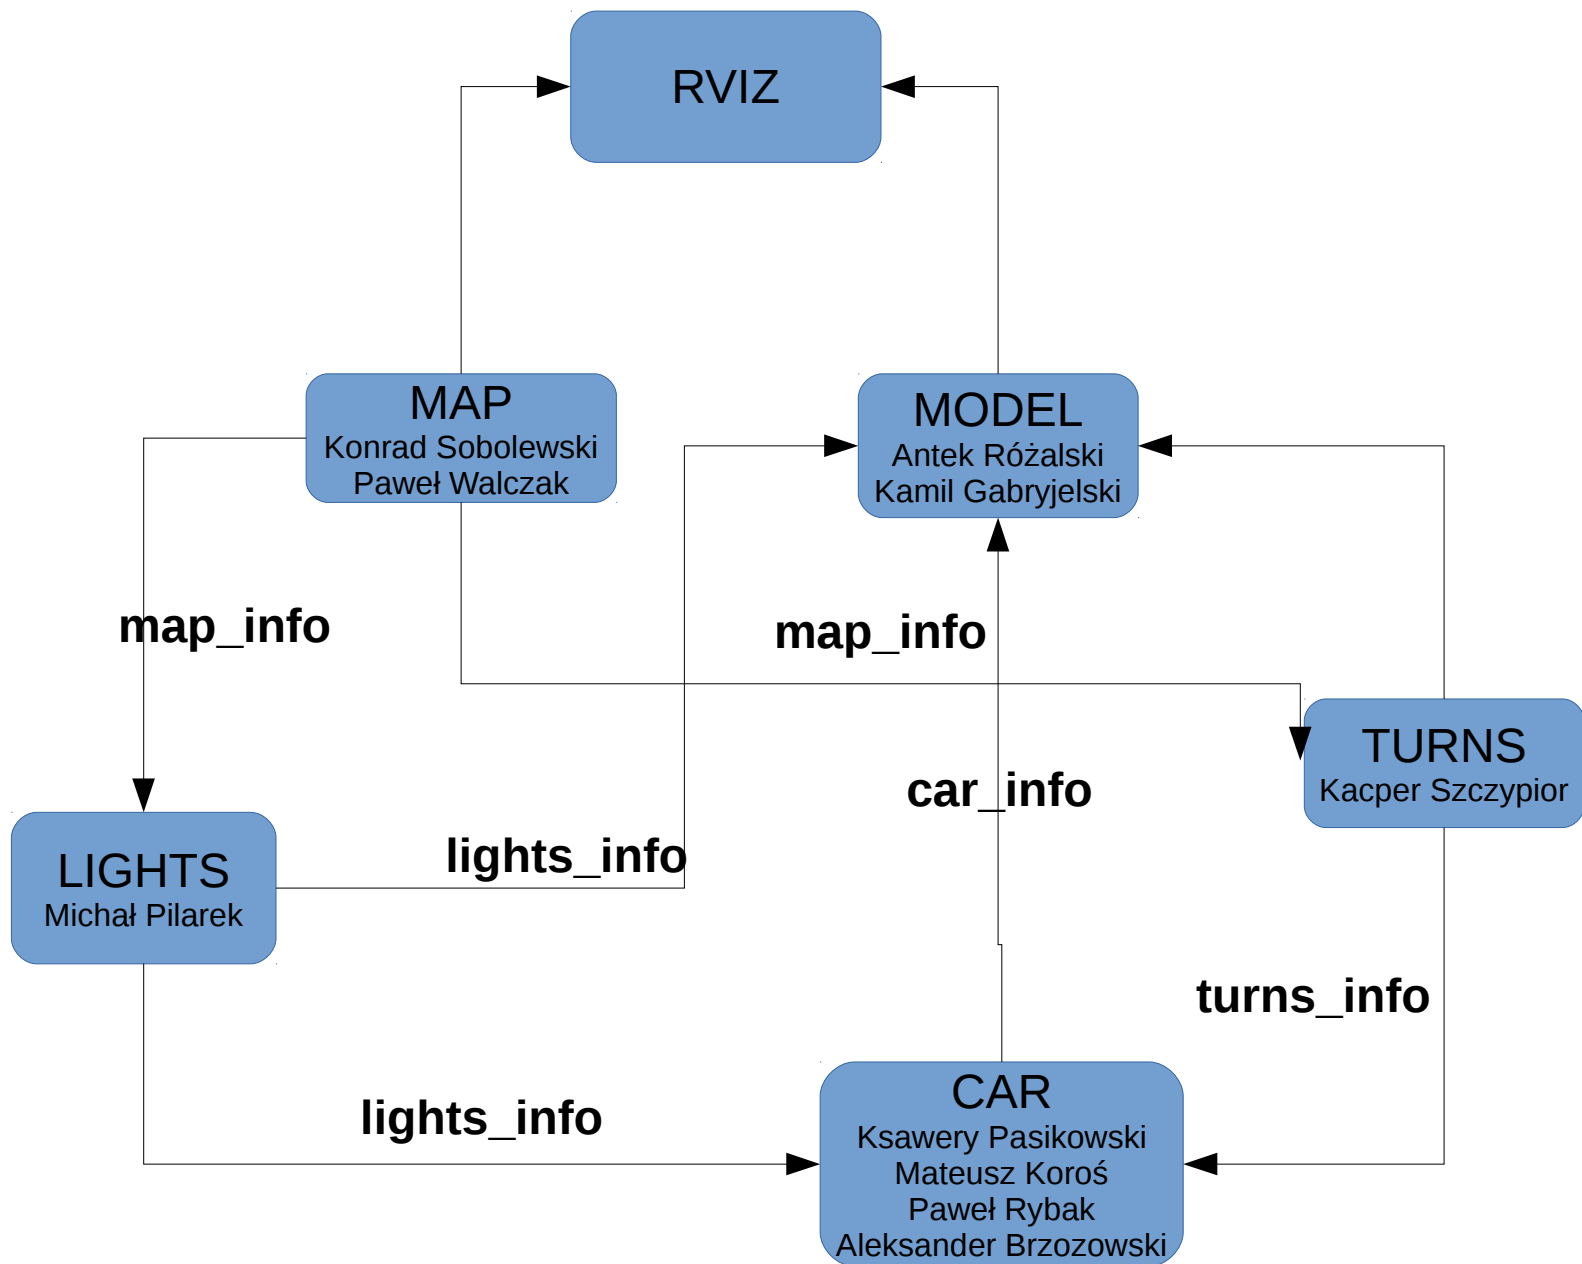 RVIZ
MAP
Konrad Sobolewski
Paweł Walczak
MODEL
Antek Różalski
Kamil Gabryjelski
map_info
map_info
TURNS
Kacper Szczypior
car_info
lights_info
LIGHTS
Michał Pilarek
turns_info
lights_info
CAR
Ksawery Pasikowski
Mateusz Koroś
Paweł Rybak
Aleksander Brzozowski